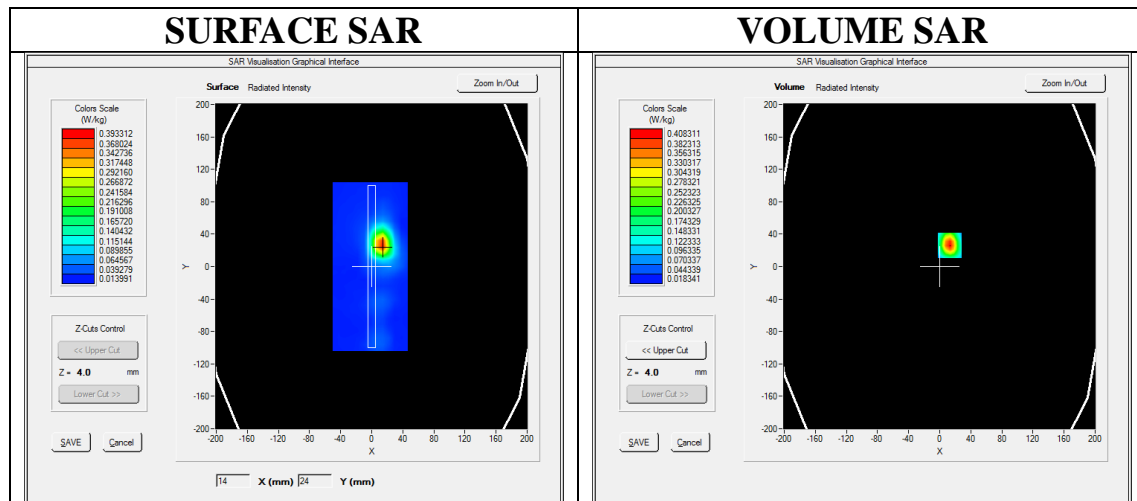 SURFACE SAR
SAR Visualisation Graphical Interface
Surface Radiated Intensity
Zoom In/Out
Colors Scale
(W/kg)
0.393312
0.368024
0.342736
0.317448
0.292160
0.266872
0.241584
0.216296
0.191008
0.165720
0.140432
0.115144
0.089855
0.064567
0.039279
0.013991
Z-Cuts Control
<< Upper Cut
Z = 4.0 mm
Lower Cut >>
SAVE Cancel
200
160
120
80
40
0
-40
-80
-120
-160
-200
Y
-200 -160 -120 -80 -40 0 40 80 120 160 200
X
14 X (mm) 24 Y (mm)
VOLUME SAR
SAR Visualisation Graphical Interface
Volume Radiated Intensity
Zoom In/Out
Colors Scale
(W/kg)
0.408311
0.382313
0.356315
0.330317
0.304319
0.278321
0.252323
0.226325
0.200327
0.174329
0.148331
0.122333
0.096335
0.070337
0.044339
0.018341
Z-Cuts Control
<< Upper Cut
Z = 4.0 mm
Lower Cut >>
SAVE Cancel
200
160
120
80
40
0
-40
-80
-120
-160
-200
Y
-200 -160 -120 -80 -40 0 40 80 120 160 200
X